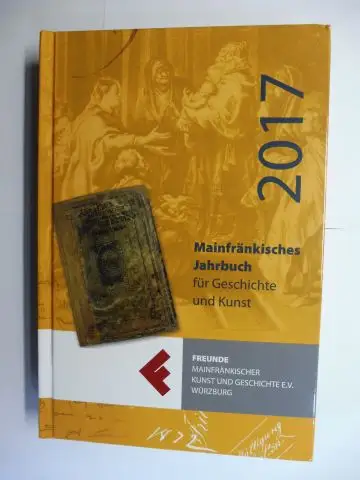 2017
Mainfränkisches
Jahrbuch
für Geschichte
und Kunst
FREUNDE
MAINFRÄNKISCHER
KUNST UND GESCHICHTE E.V.
WÜRZBURG